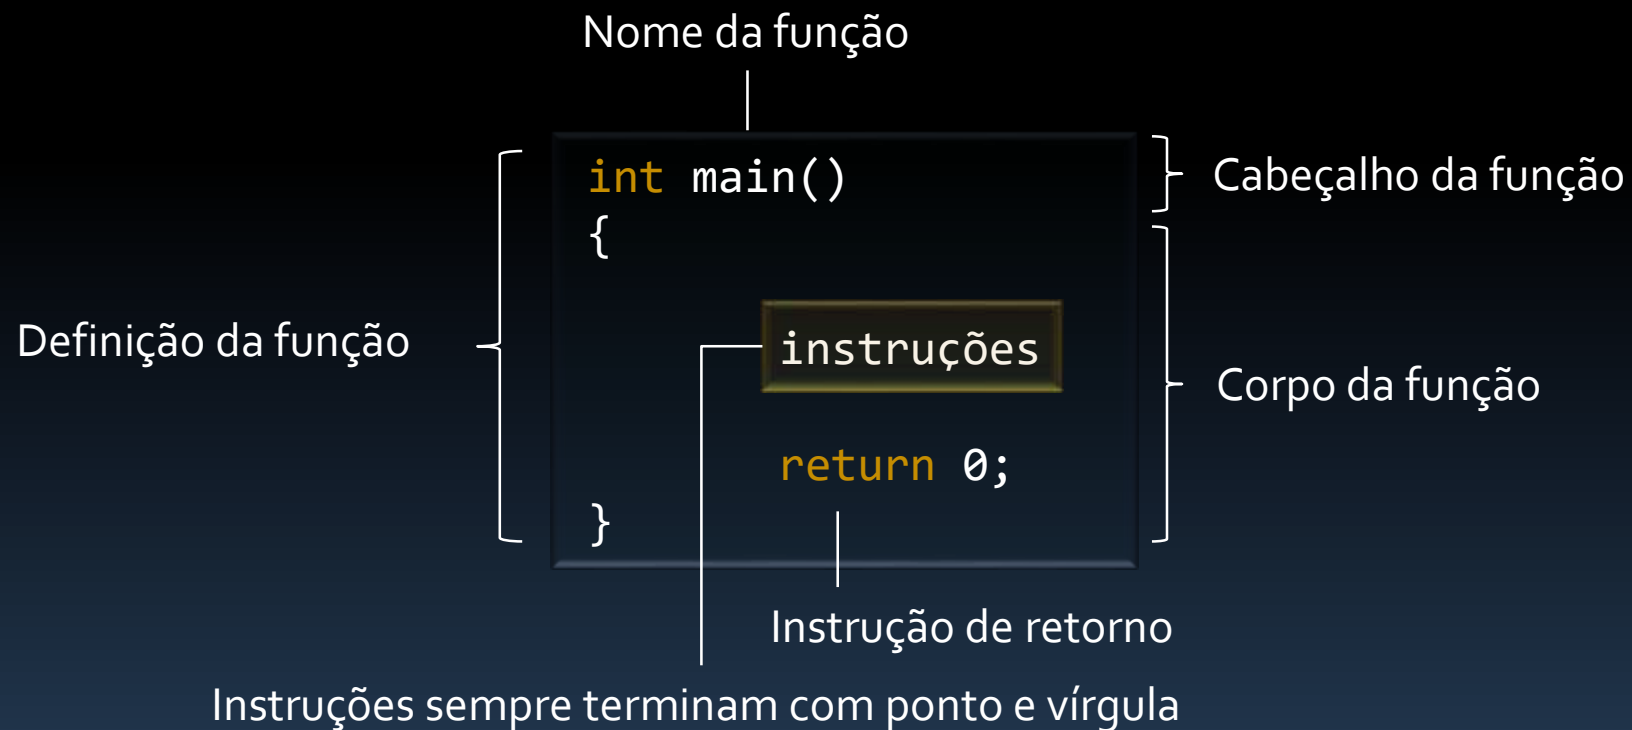 Nome da função
int main()
Cabeçalho da função
{
Definição da função
instruções
Corpo da função
return 0;
}
Instrução de retorno
Instruções sempre terminam com ponto e vírgula